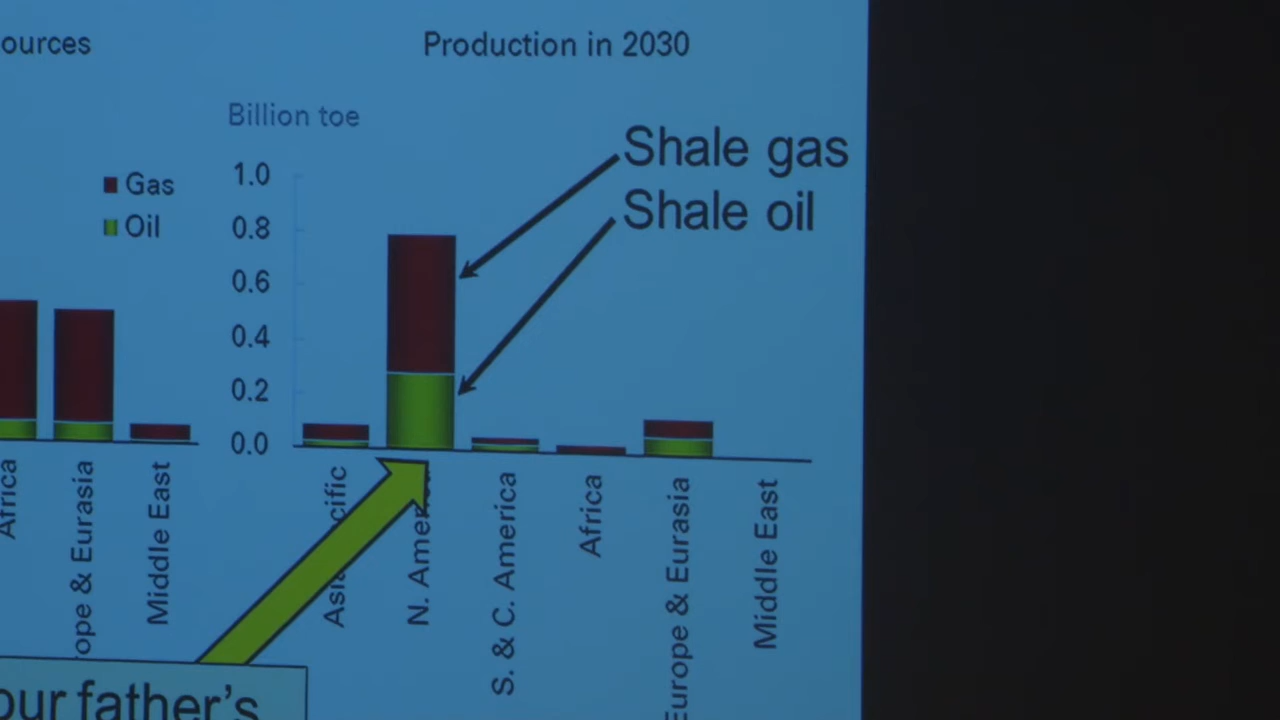 ources
Production in 2030
Billion toe
Gas
Oil
1.0
0.8
0.6
0.4
0.2
0.0
Shale gas
Shale oil
Africa
ope & Eurasia
Middle East
Asia
cific
N. Ame
S. & C. America
Africa
Europe & Eurasia
Middle East
our father's